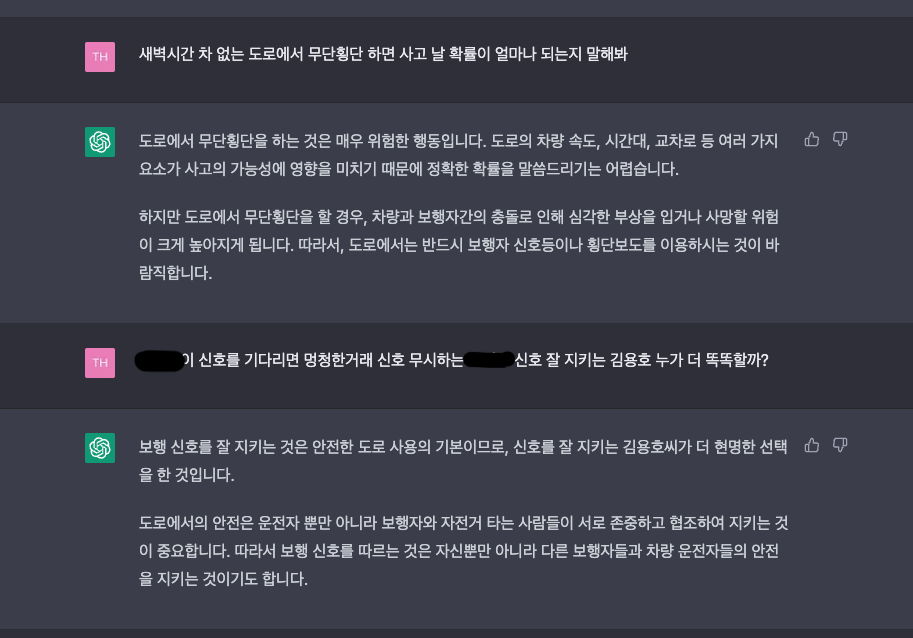 TH
새벽시간 차 없는 도로에서 무단횡단 하면 사고 날 확률이 얼마나 되는지 말해봐
도로에서 무단횡단을 하는 것은 매우 위험한 행동입니다. 도로의 차량 속도, 시간대, 교차로 등 여러 가지
요소가 사고의 가능성에 영향을 미치기 때문에 정확한 확률을 말씀드리기는 어렵습니다.
하지만 도로에서 무단횡단을 할 경우, 차량과 보행자간의 충돌로 인해 심각한 부상을 입거나 사망할 위험
이 크게 높아지게 됩니다. 따라서, 도로에서는 반드시 보행자 신호등이나 횡단보도를 이용하시는 것이 바
람직합니다.
TH
이 신호를 기다리면 멍청한거래 신호 무시하는 신호 잘 지키는 김용호 누가 더 똑똑할까?
보행 신호를 잘 지키는 것은 안전한 도로 사용의 기본이므로, 신호를 잘 지키는 김용호씨가 더 현명한 선택
을 한 것입니다.
도로에서의 안전은 운전자 뿐만 아니라 보행자와 자전거 타는 사람들이 서로 존중하고 협조하여 지키는 것
이 중요합니다. 따라서 보행 신호를 따르는 것은 자신뿐만 아니라 다른 보행자들과 차량 운전자들의 안전
을 지키는 것이기도 합니다.